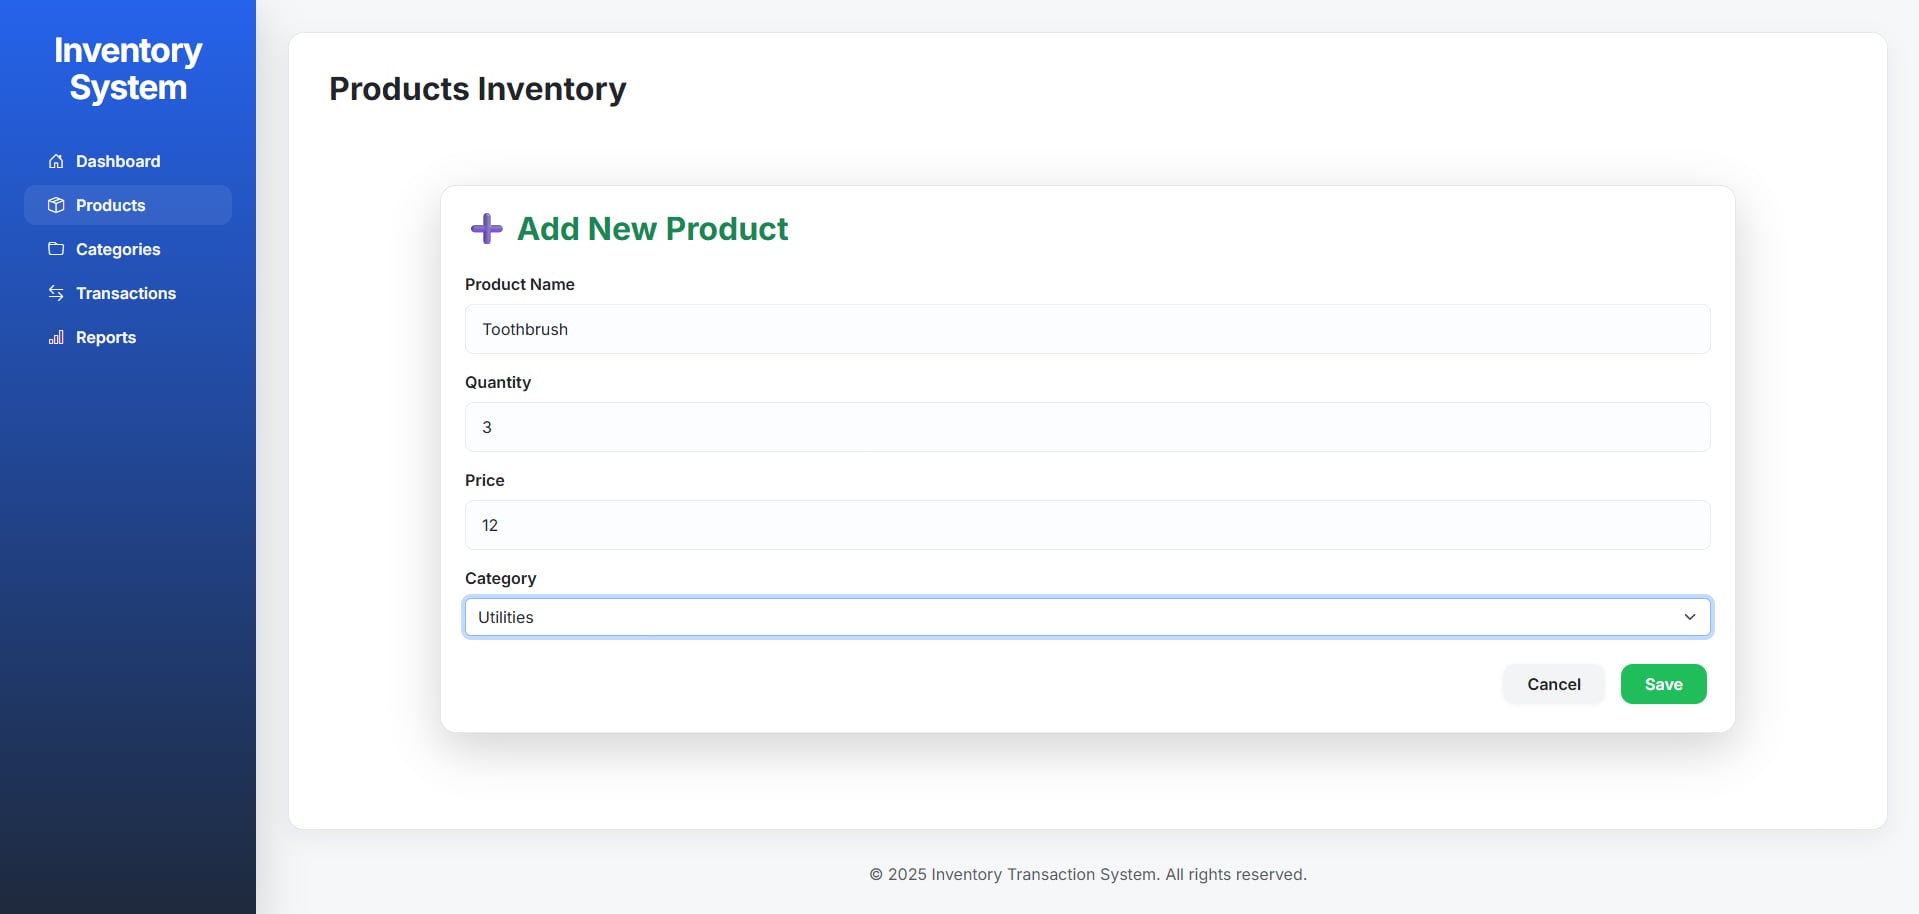 Inventory
System
Dashboard
Products
Categories
Transactions
Reports
Products Inventory
Add New Product
Product Name
Toothbrush
Quantity
3
Price
12
Category
Utilities
Cancel
Save
© 2025 Inventory Transaction System. All rights reserved.